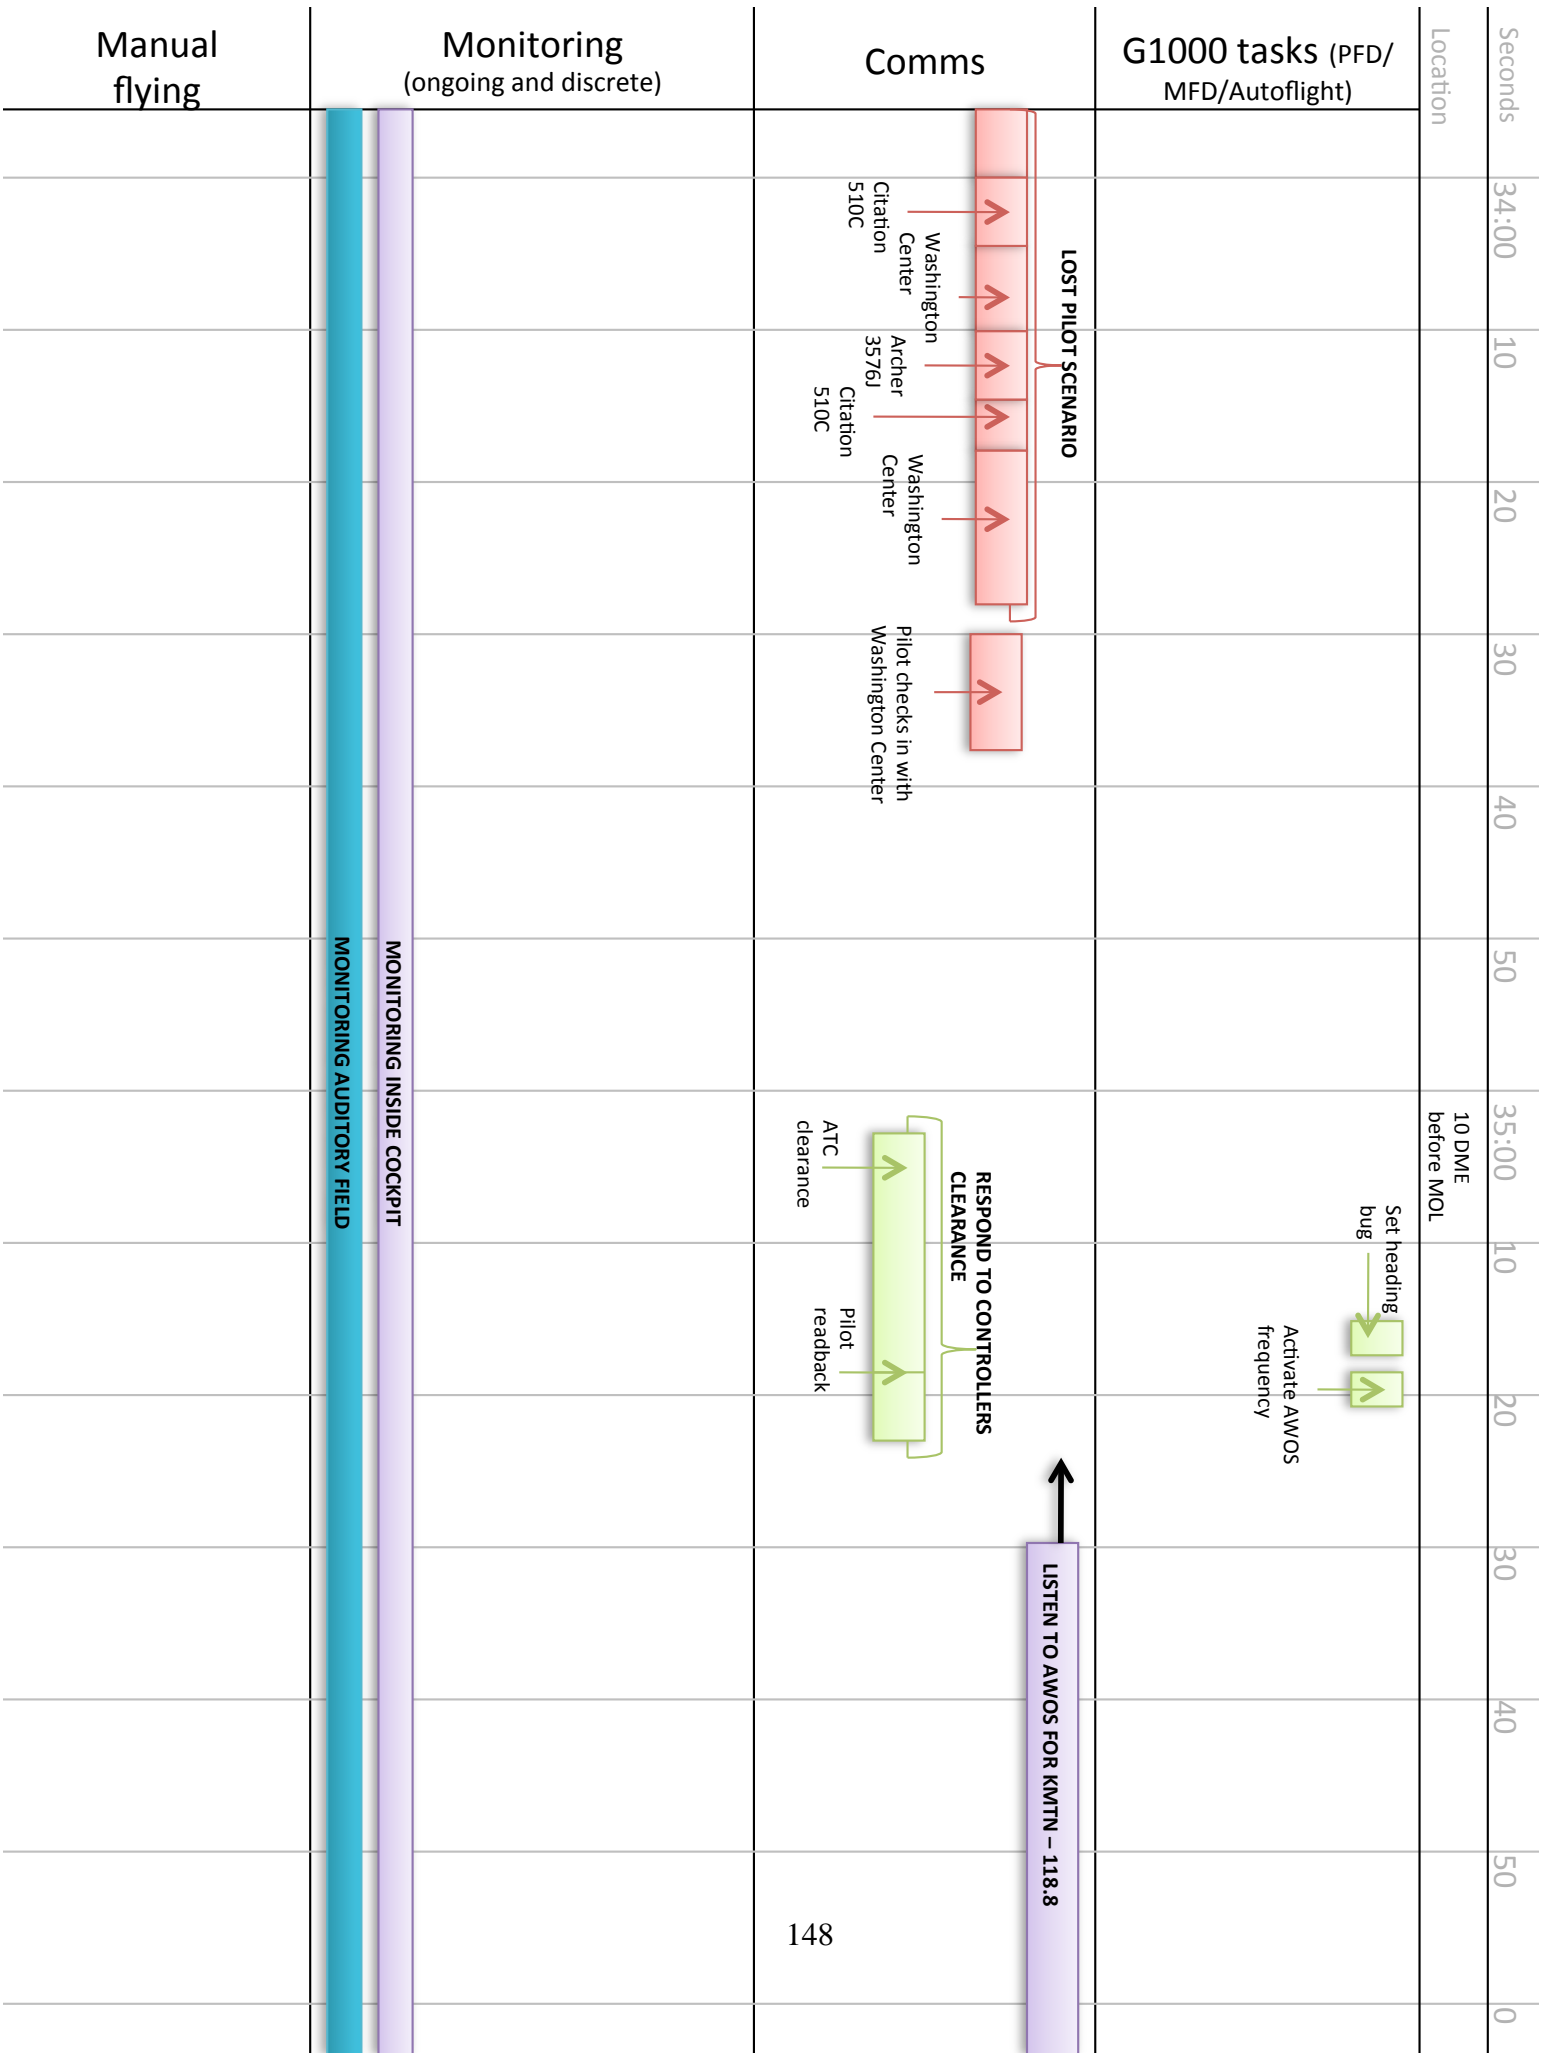 Seconds
34:00
10
20
30
40
50
35:00
10
20
30
40
50
0
Location
10 DME
before MOL
G1000 tasks (PFD/
MFD/Autoflight)
Set heading
bug
Activate AWOS
frequency
Comms
LOST PILOT SCENARIO
Citation
510C
Washington
Center
Archer
3576J
Citation
510C
Washington
Center
Pilot checks in with
Washington Center
RESPOND TO CONTROLLERS
CLEARANCE
ATC
clearance
Pilot
readback
LISTEN TO AWOS FOR KMTN – 118.8
Monitoring
(ongoing and discrete)
MONITORING INSIDE COCKPIT
MONITORING AUDITORY FIELD
Manual
flying
148